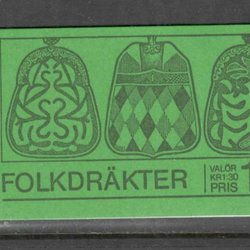 FOLKDRÄKTER
VALÖR
KR1:30
PRIS